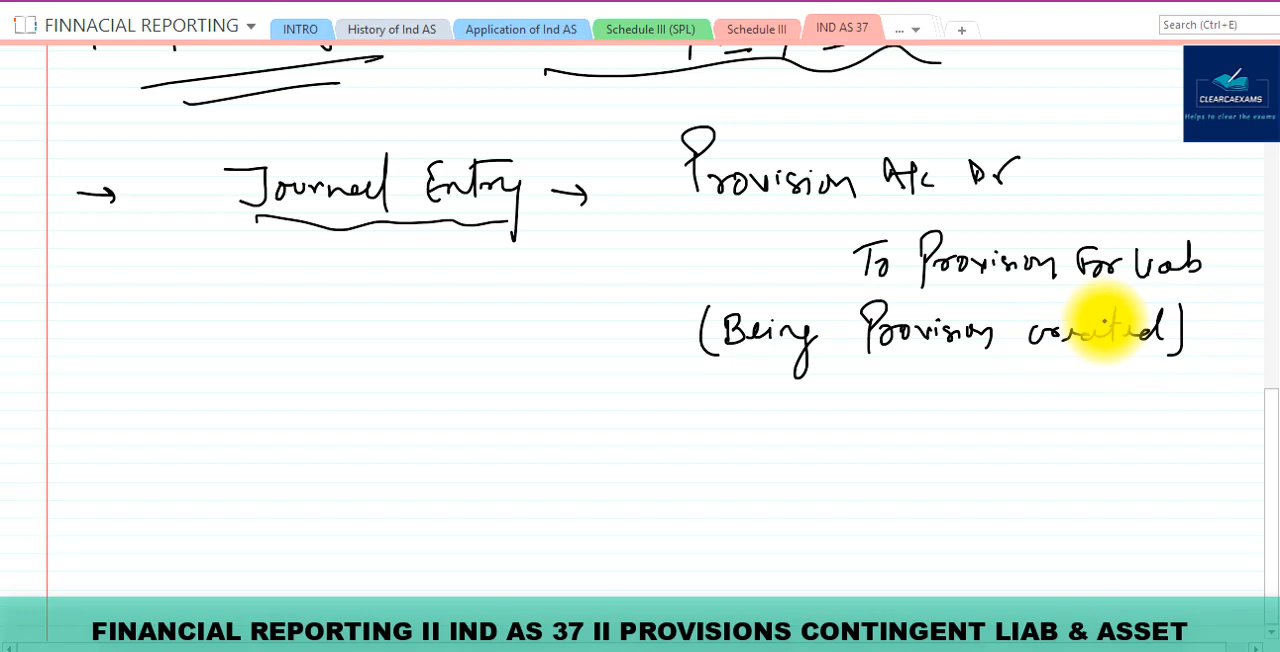 FINNACIAL REPORTING
INTRO
History of Ind AS
Application of Ind AS
Schedule III (SPL)
Schedule III
IND AS 37
...
+
Search (Ctrl+E)
CLEARCAEXAMS
Helps to clear the exams
→ Journal Entry → Provision A/c Dr
To Provision For Liab
(Being Provision created)
FINANCIAL REPORTING II IND AS 37 II PROVISIONS CONTINGENT LIAB & ASSET